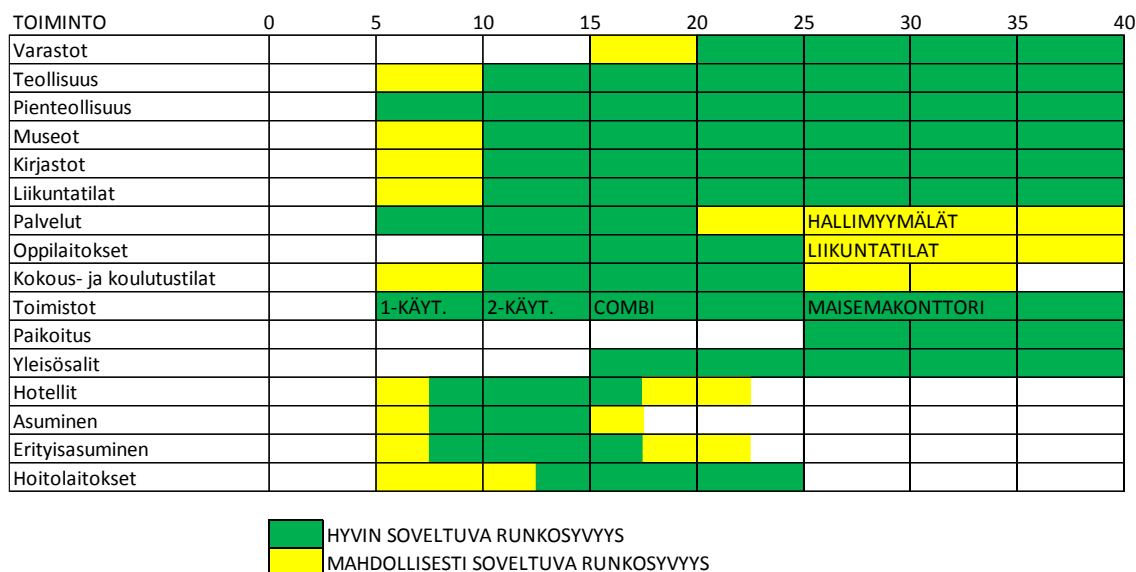 TOIMINTO 0 5 10 15 20 25 30 35 40
Varastot
Teollisuus
Pienteollisuus
Museot
Kirjastot
Liikuntatilat
Palvelut HALLIMYYMÄLÄT
Oppilaitokset LIIKUNTATILAT
Kokous- ja koulutustilat
Toimistot 1-KÄYT. 2-KÄYT. COMBI MAISEMAKONTTORI
Paikoitus
Yleisösalit
Hotellit
Asuminen
Erityisasuminen
Hoitolaitokset
HYVIN SOVELTUVA RUNKOSYVYYS
MAHDOLLISESTI SOVELTUVA RUNKOSYVYYS